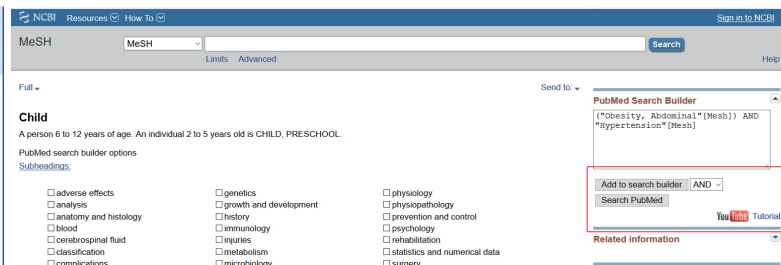 NCBI Resources How To Sign in to NCBI
MeSH MeSH Search
Limits Advanced Help
Full Send to:
Child
A person 6 to 12 years of age. An individual 2 to 5 years old is CHILD, PRESCHOOL.
PubMed search builder options
Subheadings:
adverse effects
analysis
anatomy and histology
blood
cerebrospinal fluid
classification
complications
genetics
growth and development
history
immunology
injuries
metabolism
microbiology
physiology
physiopathology
prevention and control
psychology
rehabilitation
statistics and numerical data
surgery
PubMed Search Builder
("Obesity, Abdominal"[Mesh]) AND
"Hypertension"[Mesh]
Add to search builder AND
Search PubMed
YouTube Tutorial
Related information